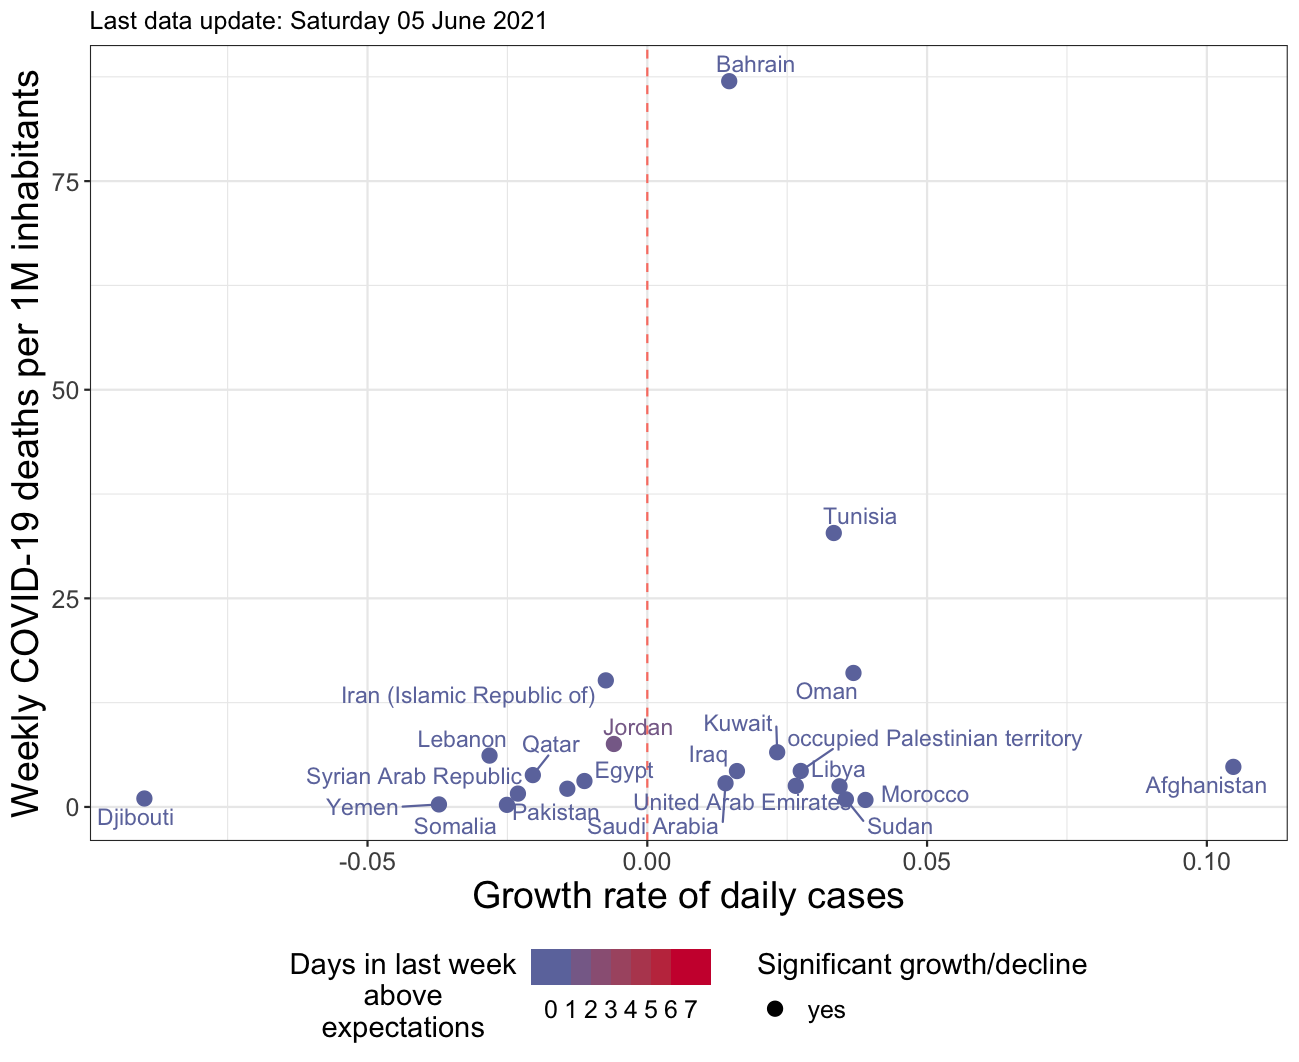 Last data update: Saturday 05 June 2021
Weekly COVID-19 deaths per 1M inhabitants
75
50
25
0
Bahrain
Tunisia
Oman
Iran (Islamic Republic of)
Jordan
Kuwait
Lebanon
Qatar
occupied Palestinian territory
Iraq
Syrian Arab Republic
Egypt
Libya
Afghanistan
Yemen
United Arab Emirates
Morocco
Djibouti
Pakistan
Somalia
Saudi Arabia
Sudan
-0.05
0.00
0.05
0.10
Growth rate of daily cases
Days in last week
above
expectations
0 1 2 3 4 5 6 7
Significant growth/decline
yes